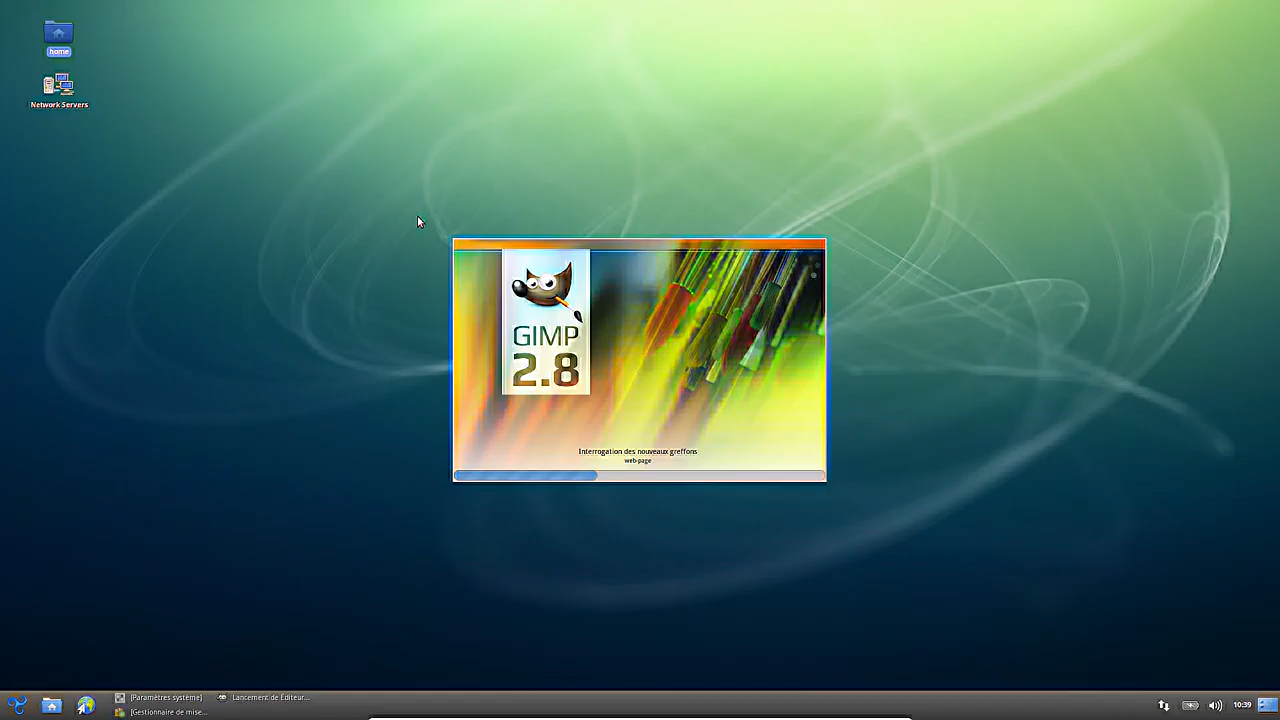 home
Network Servers
GIMP
2.8
Interrogation des nouveaux greffons
web-page
[Paramètres système]
Lancement de Éditeur...
[Gestionnaire de mise...
10:39